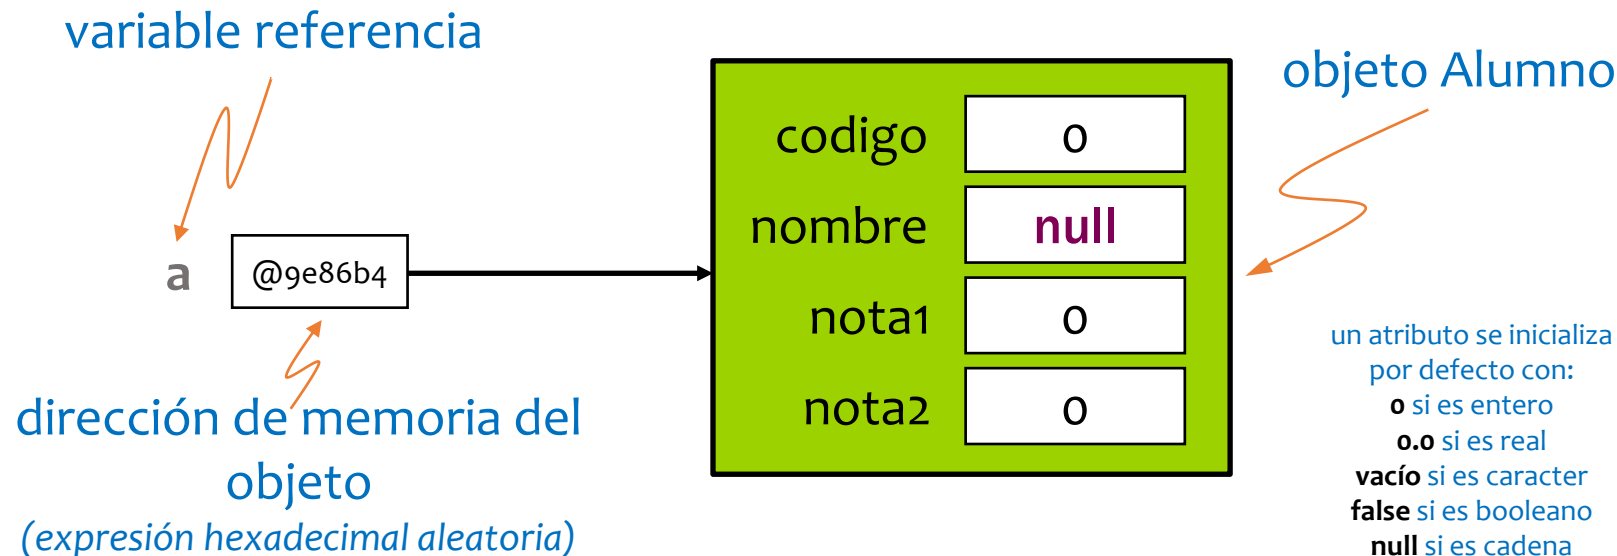 variable referencia
objeto Alumno
codigo 0
nombre null
a @9e86b4
nota1 0
nota2 0
dirección de memoria del
objeto
(expresión hexadecimal aleatoria)
un atributo se inicializa
por defecto con:
0 si es entero
0.0 si es real
vacío si es caracter
false si es booleano
null si es cadena